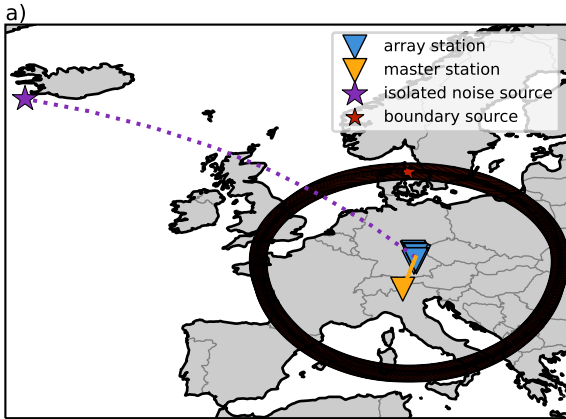 a)
array station
master station
isolated noise source
boundary source